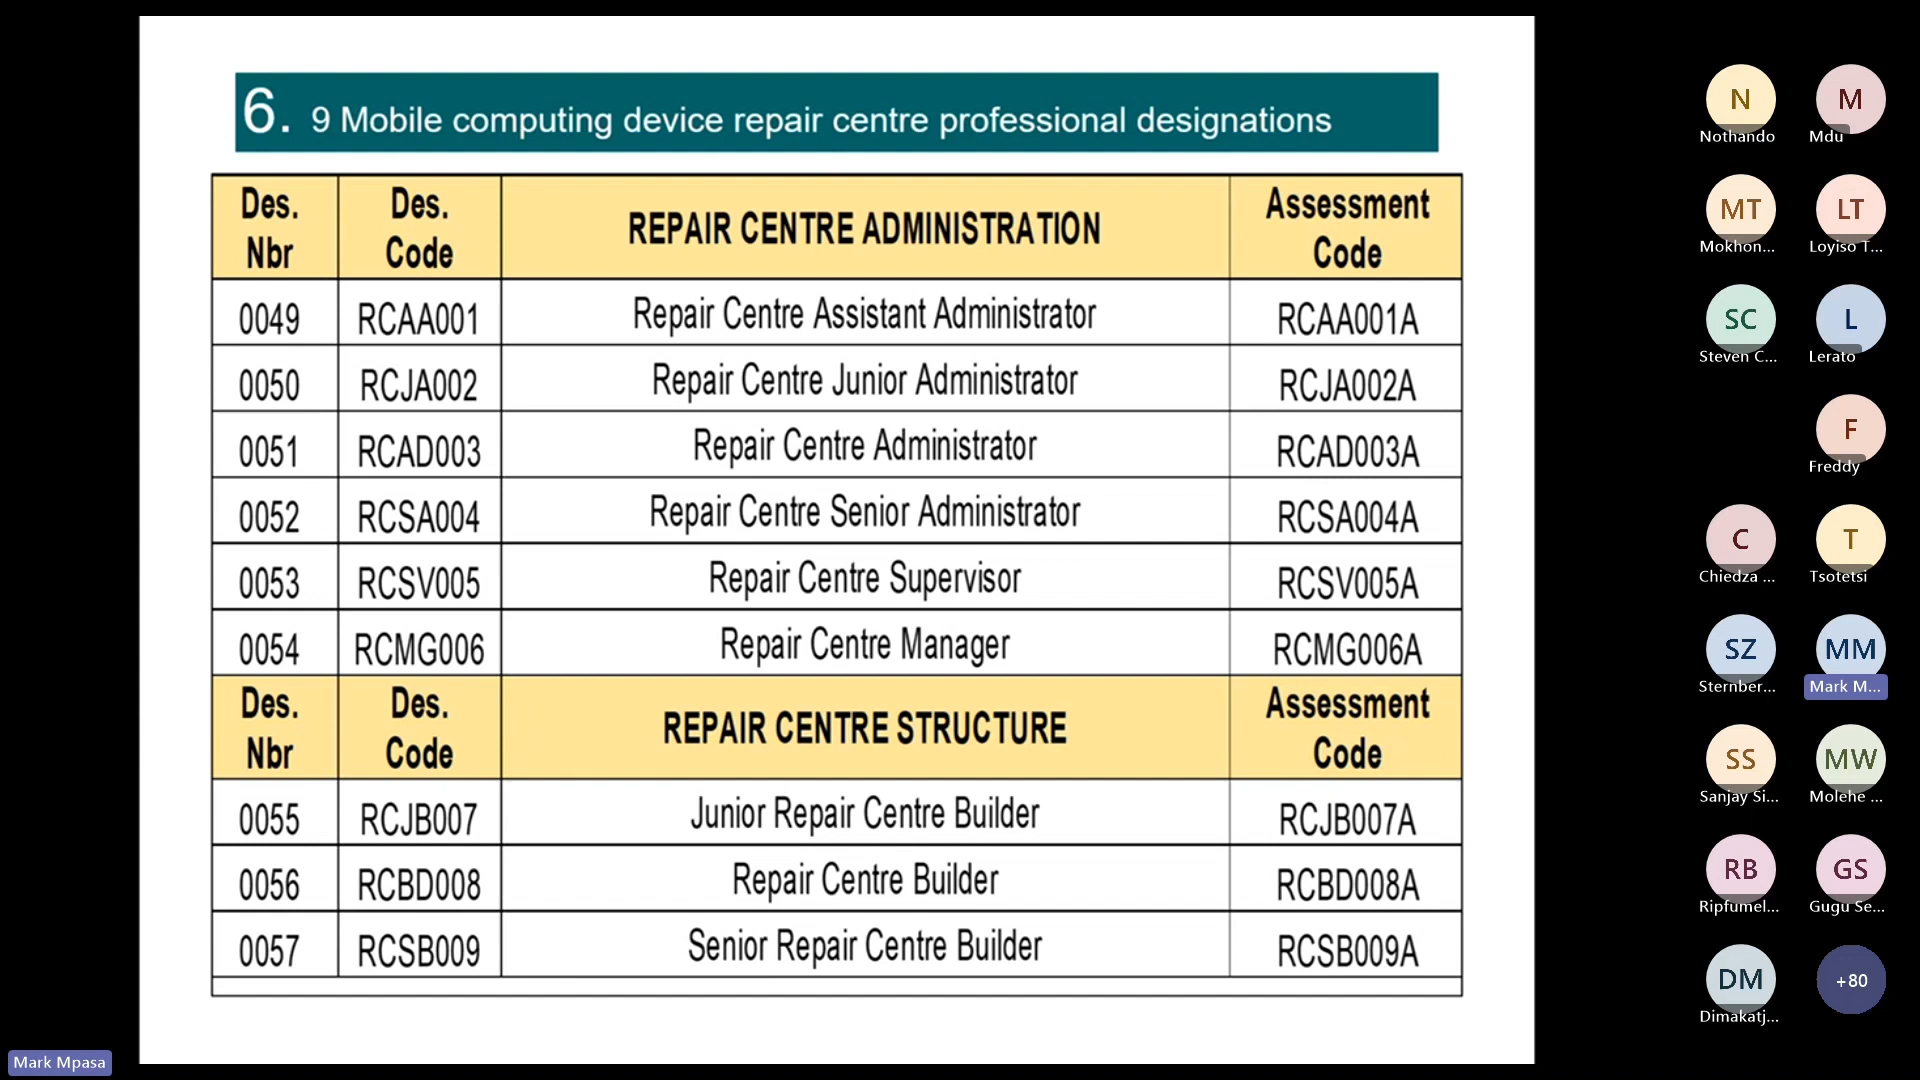 6. 9 Mobile computing device repair centre professional designations
Des. Nbr Des. Code REPAIR CENTRE ADMINISTRATION Assessment Code
0049 RCAA001 Repair Centre Assistant Administrator RCAA001A
0050 RCJA002 Repair Centre Junior Administrator RCJA002A
0051 RCAD003 Repair Centre Administrator RCAD003A
0052 RCSA004 Repair Centre Senior Administrator RCSA004A
0053 RCSV005 Repair Centre Supervisor RCSV005A
0054 RCMG006 Repair Centre Manager RCMG006A
Des. Nbr Des. Code REPAIR CENTRE STRUCTURE Assessment Code
0055 RCJB007 Junior Repair Centre Builder RCJB007A
0056 RCBD008 Repair Centre Builder RCBD008A
0057 RCSB009 Senior Repair Centre Builder RCSB009A
N M
Nothando Mdu
MT LT
Mokhon... Loyiso T...
SC L
Steven C... Lerato
F
Freddy
C T
Chiedza ... Tsotetsi
SZ MM
Sternber... Mark M...
SS MW
Sanjay Si... Molehe ...
RB GS
Ripfumel... Gugu Se...
DM +80
Dimakatj...
Mark Mpasa